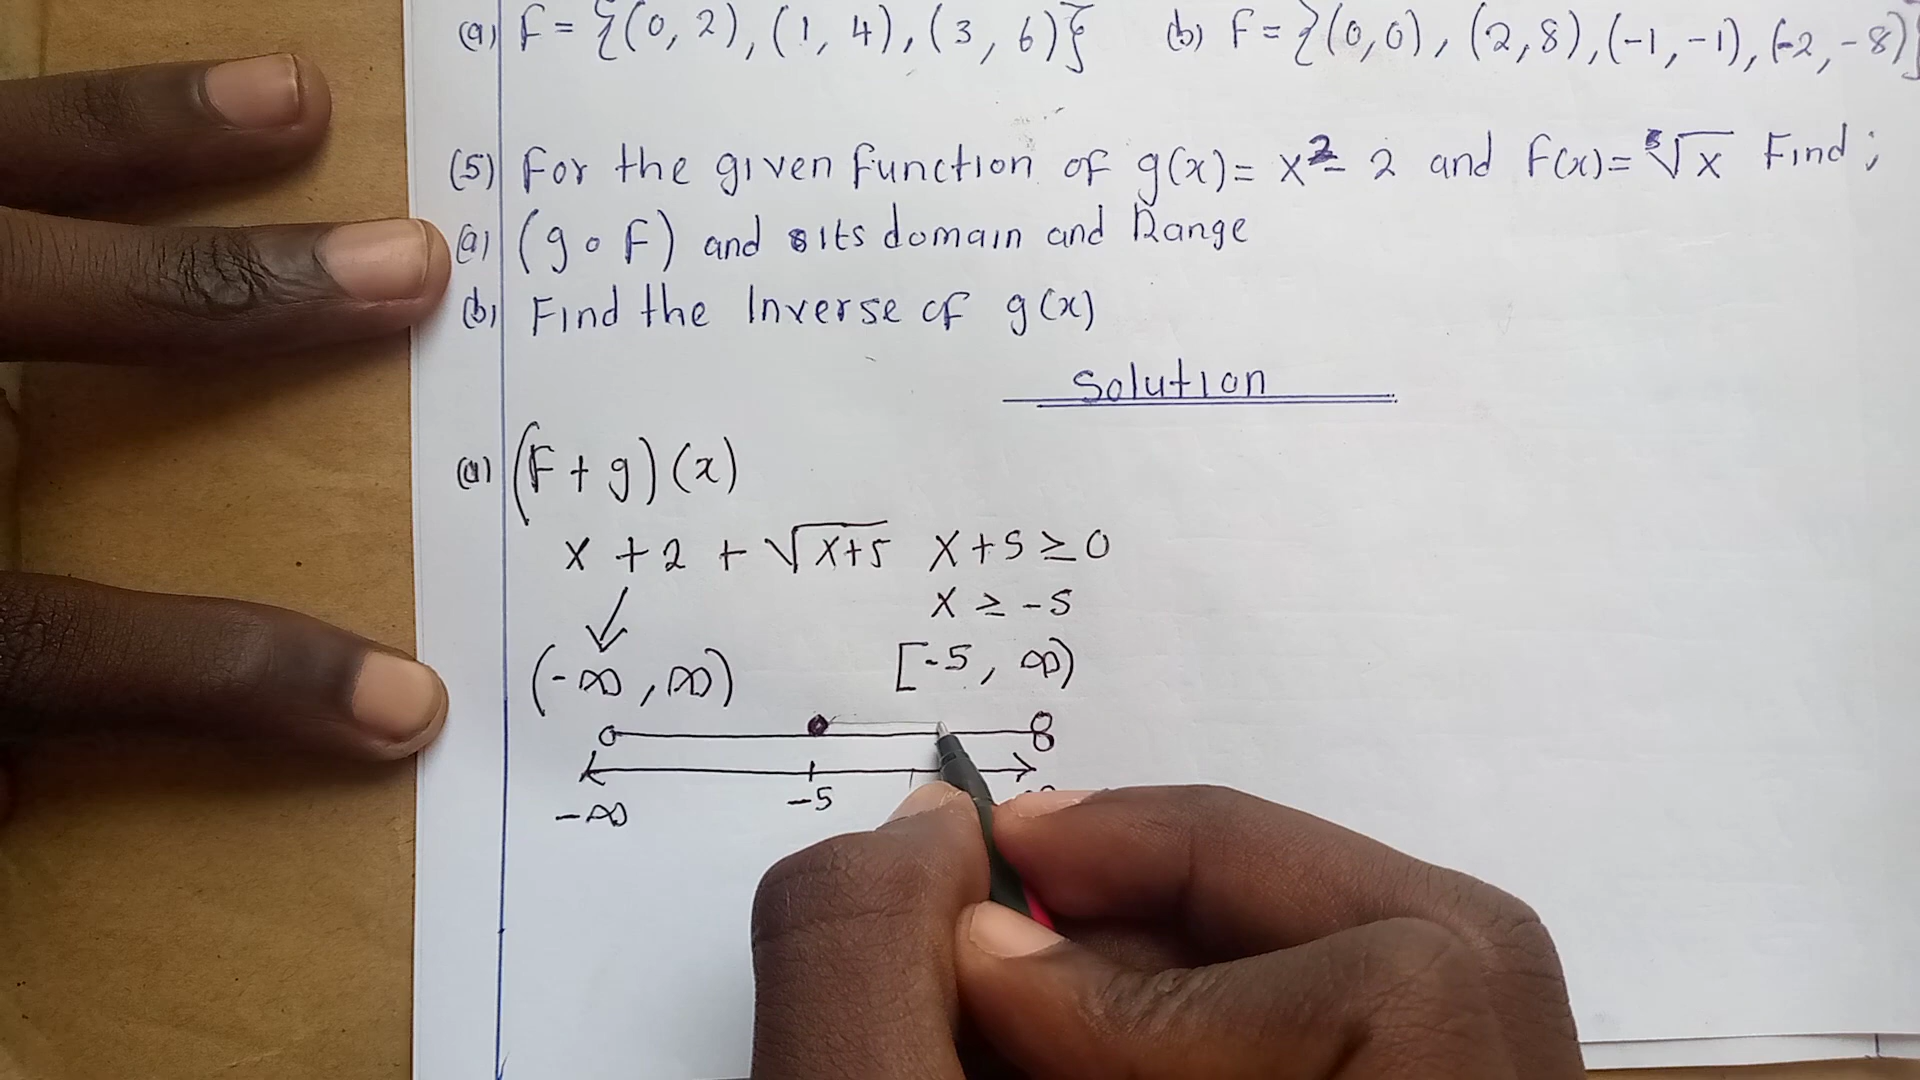 (a) F = {(0, 2), (1, 4), (3, 6)} (b) F = {(0,0), (2,8), (-1,-1), (-2,-8)}
(5) For the given function of g(x) = x² - 2 and F(x) = ∛x Find;
(a) (g ∘ F) and its domain and Range
(b) Find the Inverse of g(x)
Solution
(a) (F + g)(x)
x + 2 + √x+5 x+5 ≥ 0
x ≥ -5
(-∞, ∞) [-5, ∞)
-∞ -5